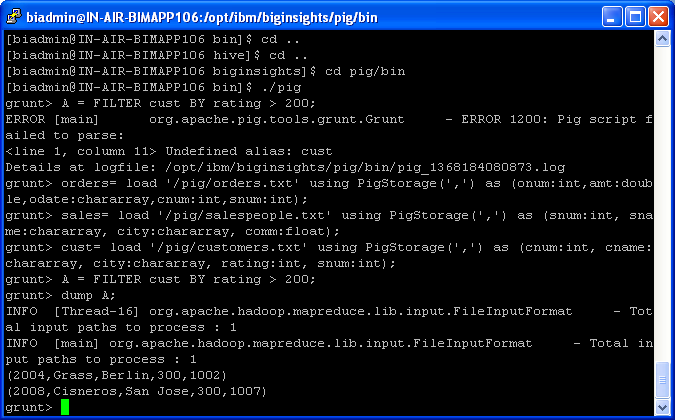 biadmin@IN-AIR-BIMAPP106:/opt/ibm/biginsights/pig/bin
[biadmin@IN-AIR-BIMAPP106 bin]$ cd ..
[biadmin@IN-AIR-BIMAPP106 hive]$ cd ..
[biadmin@IN-AIR-BIMAPP106 biginsights]$ cd pig/bin
[biadmin@IN-AIR-BIMAPP106 bin]$ ./pig
grunt> A = FILTER cust BY rating > 200;
ERROR [main]      org.apache.pig.tools.grunt.Grunt     - ERROR 1200: Pig script f
ailed to parse:
<line 1, column 11> Undefined alias: cust
Details at logfile: /opt/ibm/biginsights/pig/bin/pig_1368184080873.log
grunt> orders= load '/pig/orders.txt' using PigStorage(',') as (onum:int,amt:doub
le,odate:chararray,cnum:int,snum:int);
grunt> sales= load '/pig/salespeople.txt' using PigStorage(',') as (snum:int, sna
me:chararray, city:chararray, comm:float);
grunt> cust= load '/pig/customers.txt' using PigStorage(',') as (cnum:int, cname:
chararray, city:chararray, rating:int, snum:int);
grunt> A = FILTER cust BY rating > 200;
grunt> dump A;
INFO  [Thread-16] org.apache.hadoop.mapreduce.lib.input.FileInputFormat     - Tot
al input paths to process : 1
INFO  [main] org.apache.hadoop.mapreduce.lib.input.FileInputFormat     - Total in
put paths to process : 1
(2004,Grass,Berlin,300,1002)
(2008,Cisneros,San Jose,300,1007)
grunt>